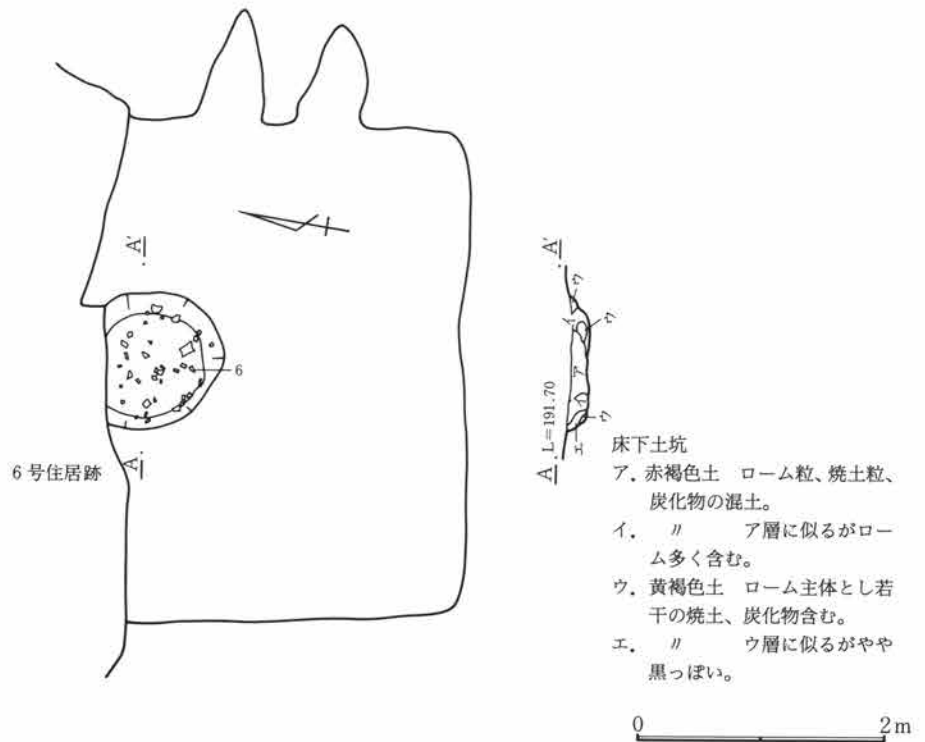 A'
6
A
6号住居跡
A'
ウ
イ
ウ
ア
イ
ウ
エ
A L=191.70
床下土坑
ア．赤褐色土　ローム粒、焼土粒、
炭化物の混土。
イ．　〃　　ア層に似るがロー
ム多く含む。
ウ．黄褐色土　ローム主体とし若
干の焼土、炭化物含む。
エ．　〃　　ウ層に似るがやや
黒っぽい。
0 2m